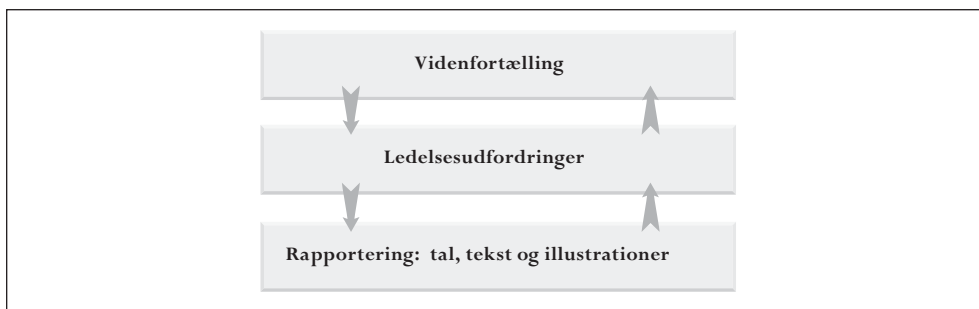 Videnfortælling
Ledelsesudfordringer
Rapportering: tal, tekst og illustrationer